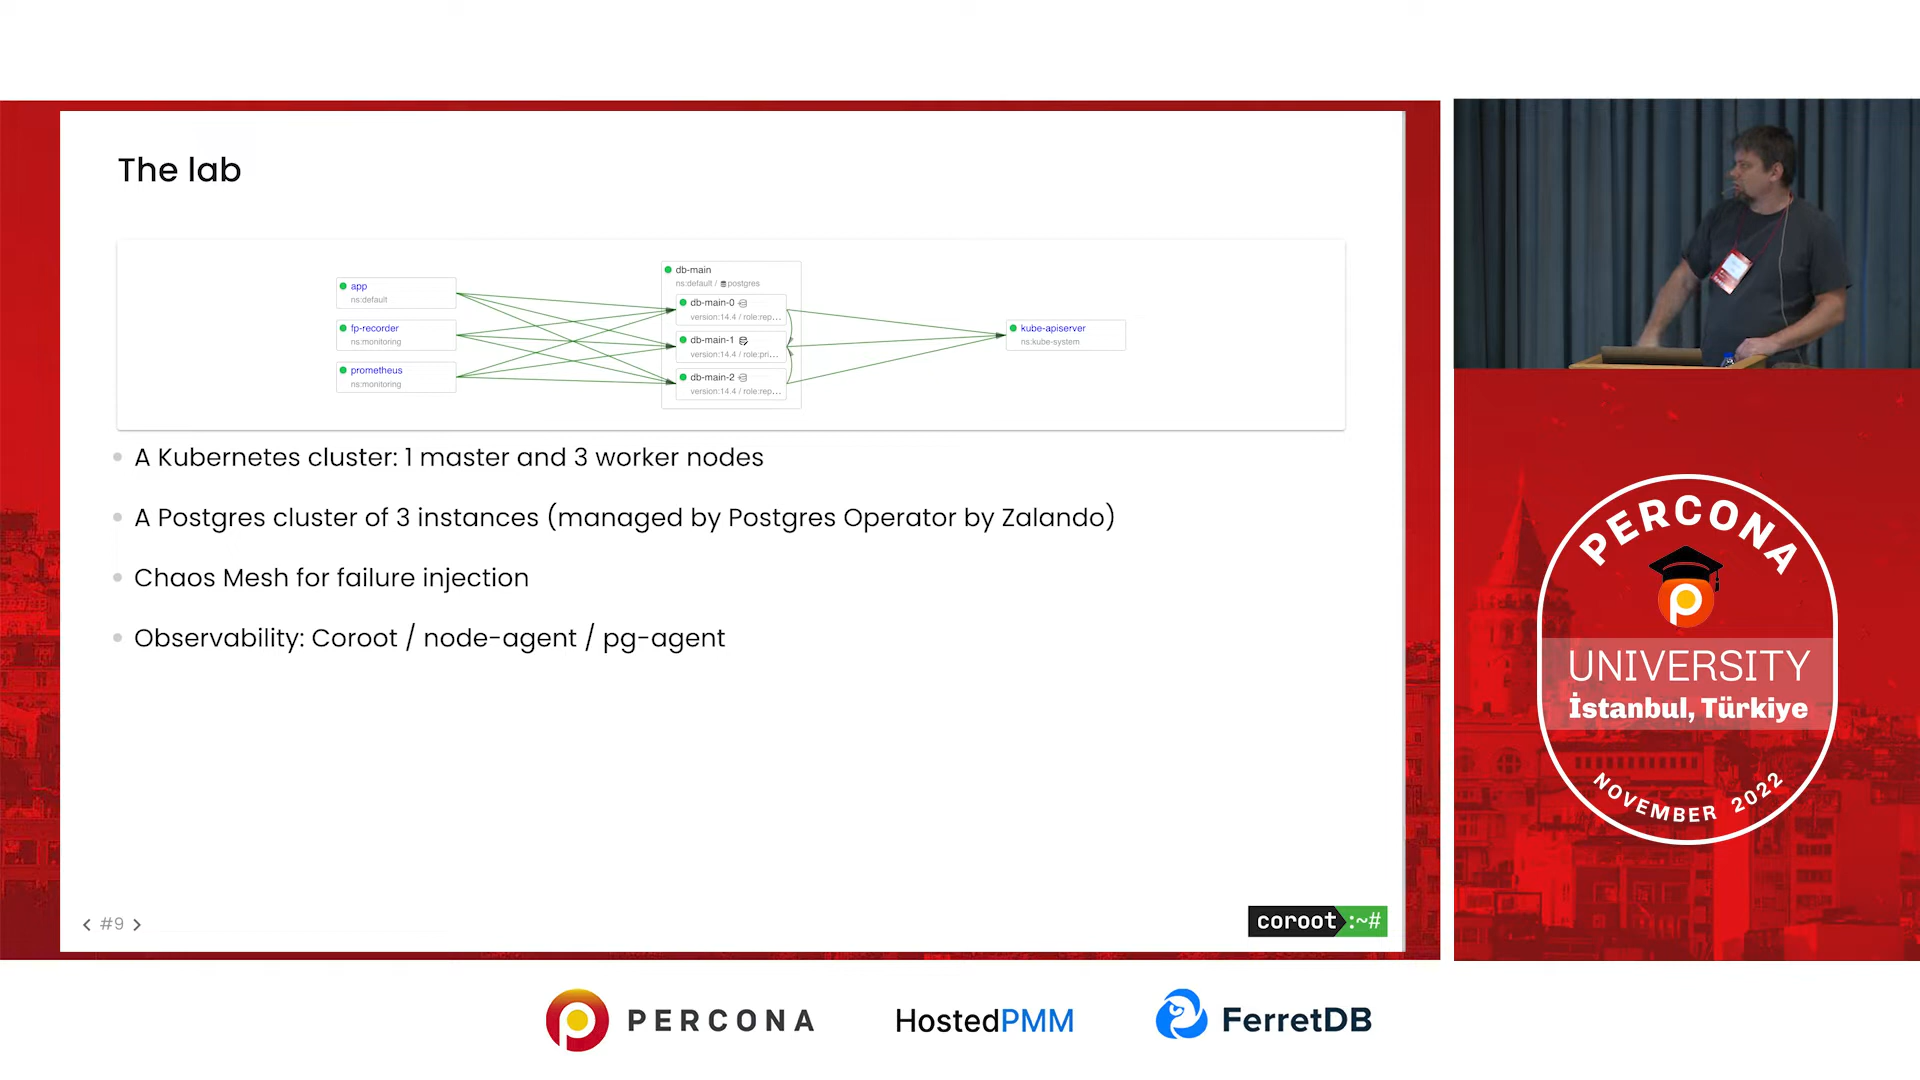 The lab
app
ns:default
fp-recorder
ns:monitoring
prometheus
ns:monitoring
db-main
ns:default / postgres
db-main-0
version:14.4 / role:rep...
db-main-1
version:14.4 / role:pri...
db-main-2
version:14.4 / role:rep...
kube-apiserver
ns:kube-system
A Kubernetes cluster: 1 master and 3 worker nodes
A Postgres cluster of 3 instances (managed by Postgres Operator by Zalando)
Chaos Mesh for failure injection
Observability: Coroot / node-agent / pg-agent
< #9 >
coroot:~#
PERCONA
UNIVERSITY
İstanbul, Türkiye
NOVEMBER 2022
PERCONA
HostedPMM
FerretDB